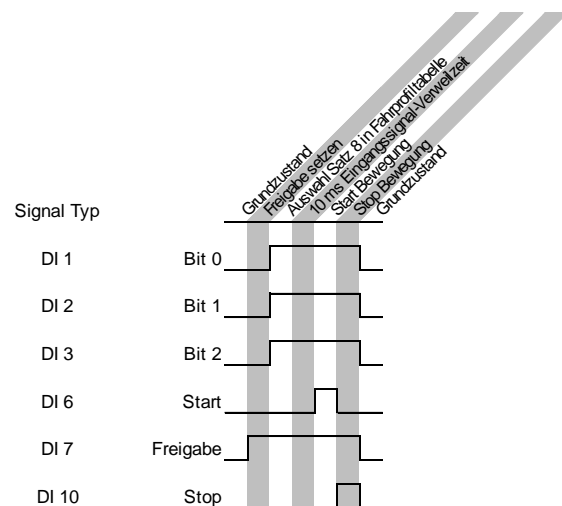 Grundzustand
Freigabe setzen
Auswahl Satz 8 in Fahrprofiltabelle
10 ms Eingangssignal-Verweilzeit
Start Bewegung
Stop Bewegung
Grundzustand
Signal Typ
DI 1 Bit 0
DI 2 Bit 1
DI 3 Bit 2
DI 6 Start
DI 7 Freigabe
DI 10 Stop